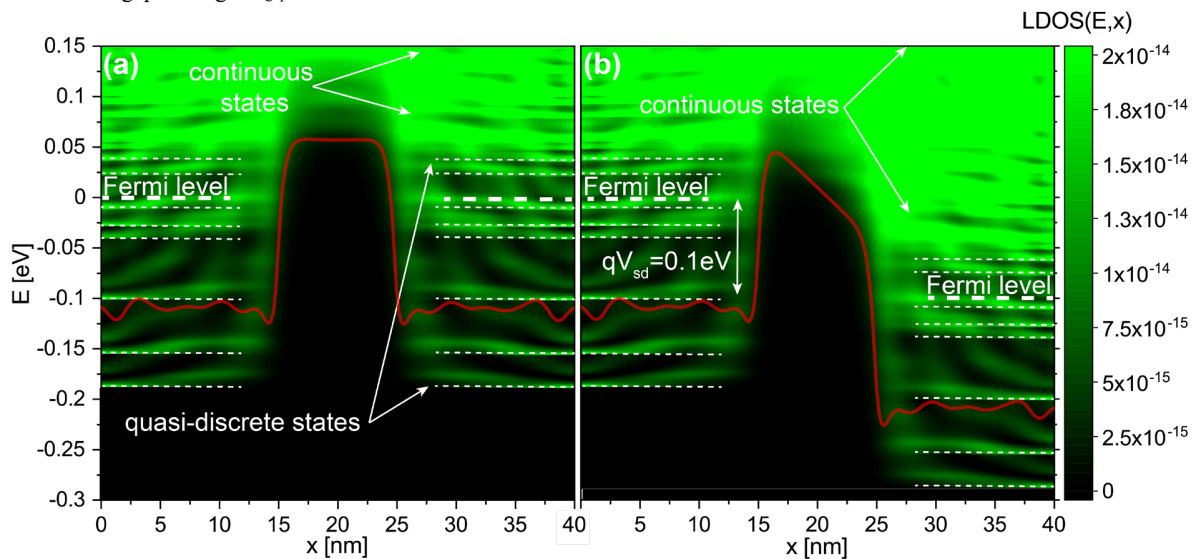 LDOS(E,x)
(a)
continuous
states
Fermi level
quasi-discrete states
E [eV]
0.15
0.1
0.05
0
-0.05
-0.1
-0.15
-0.2
-0.25
-0.3
0 5 10 15 20 25 30 35 40
x [nm]
(b)
continuous states
Fermi level
qVsd=0.1eV
Fermi level
0 5 10 15 20 25 30 35 40
x [nm]
2x10-14
1.8x10-14
1.5x10-14
1.3x10-14
1x10-14
7.5x10-15
5x10-15
2.5x10-15
0